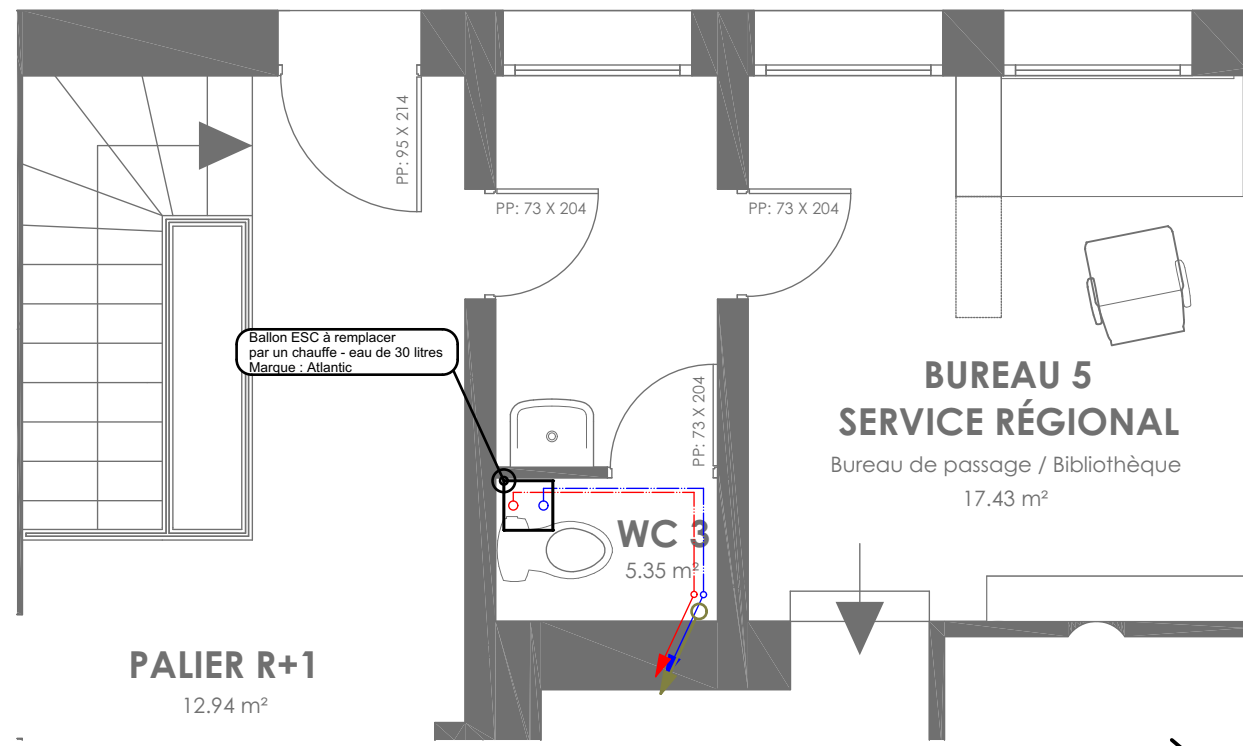 PP: 95 X 214
PP: 73 X 204
PP: 73 X 204
Ballon ESC à remplacer
par un chauffe - eau de 30 litres
Marque : Atlantic
PP: 73 X 204
BUREAU 5
SERVICE RÉGIONAL
Bureau de passage / Bibliothèque
17.43 m²
WC 3
5.35 m²
PALIER R+1
12.94 m²